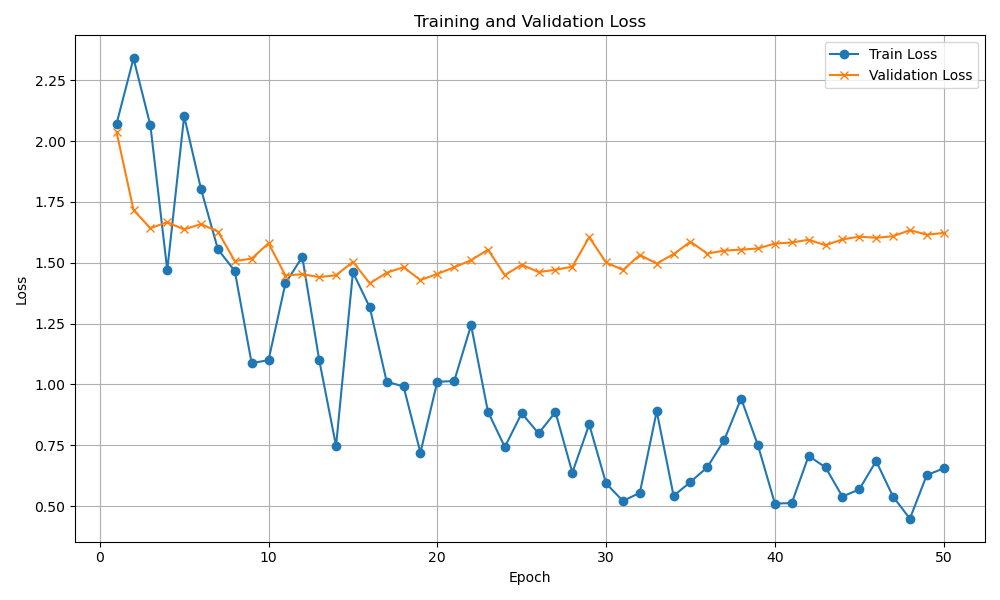 Training and Validation Loss
Train Loss
Validation Loss
2.25
2.00
1.75
1.50
1.25
1.00
0.75
0.50
Loss
0 10 20 30 40 50
Epoch